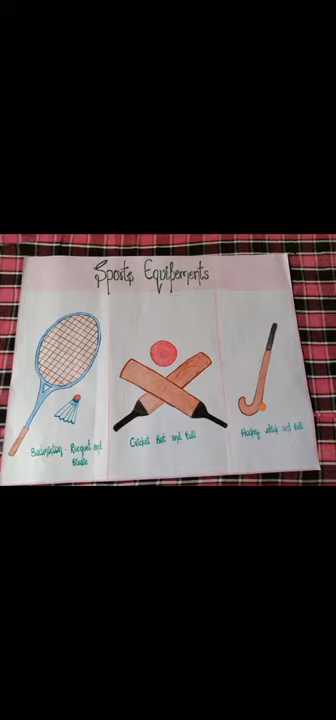 Sports Equipements
Badminton - Racquet and
Cricket Bat and Ball
Hockey stick and Ball